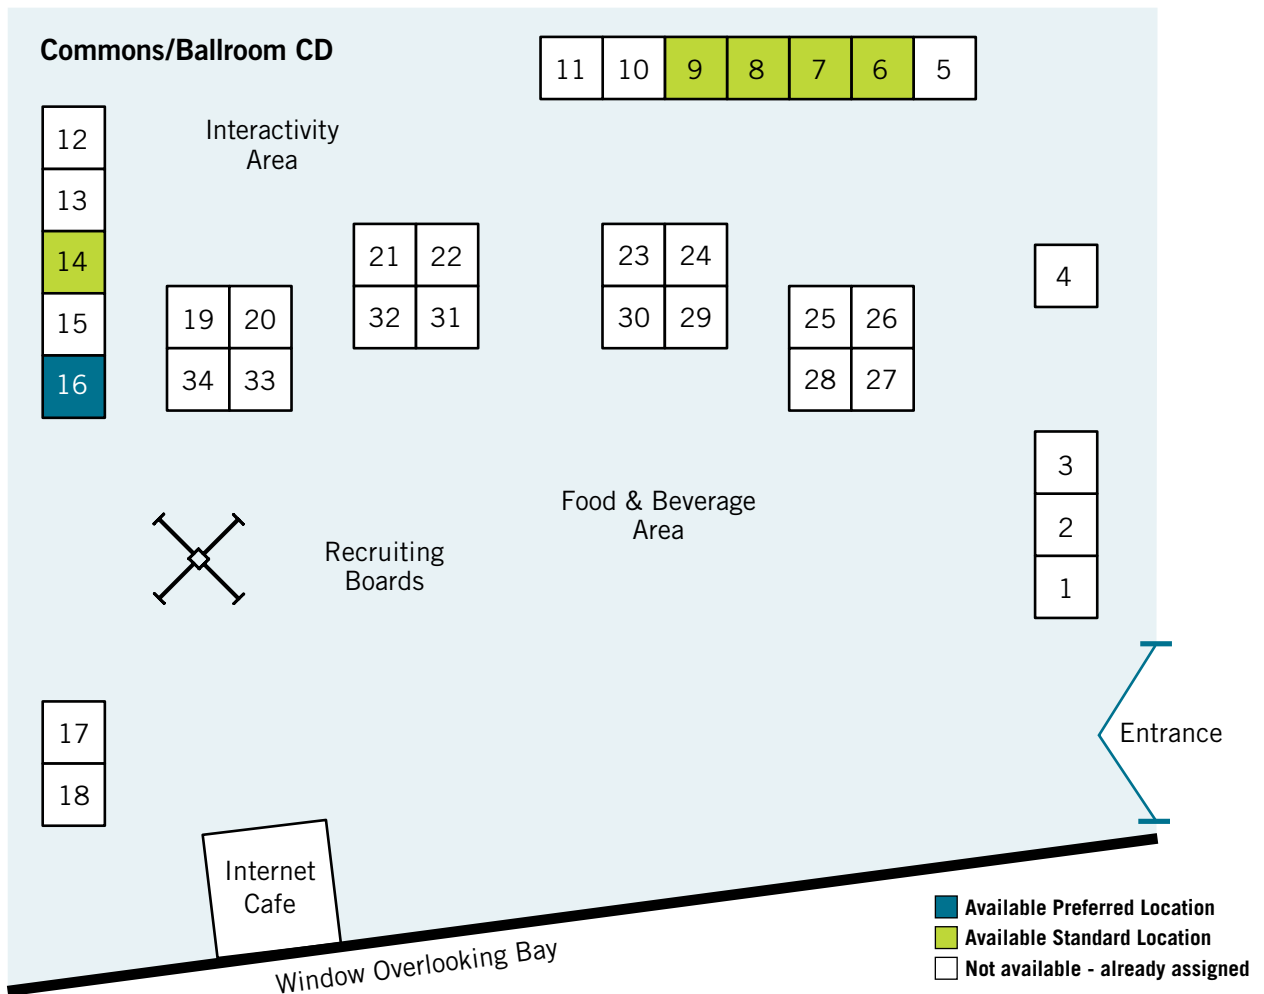 Commons/Ballroom CD
11 10 9 8 7 6 5
12
13
14
15
16
Interactivity
Area
21 22
32 31
23 24
30 29
4
19 20
34 33
25 26
28 27
3
2
1
Food & Beverage
Area
Recruiting
Boards
17
18
Entrance
Internet
Cafe
Window Overlooking Bay
Available Preferred Location
Available Standard Location
Not available - already assigned